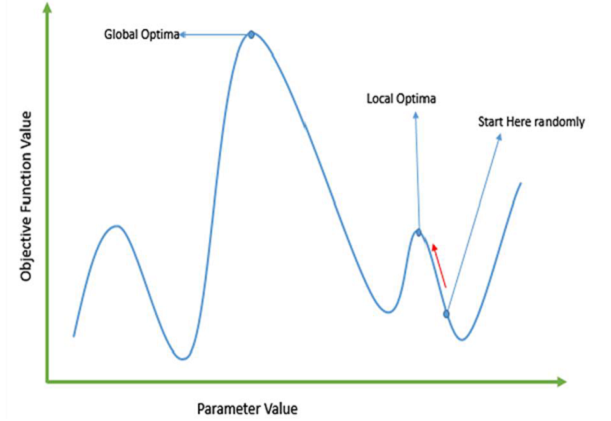 Global Optima
Local Optima
Start Here randomly
Objective Function Value
Parameter Value